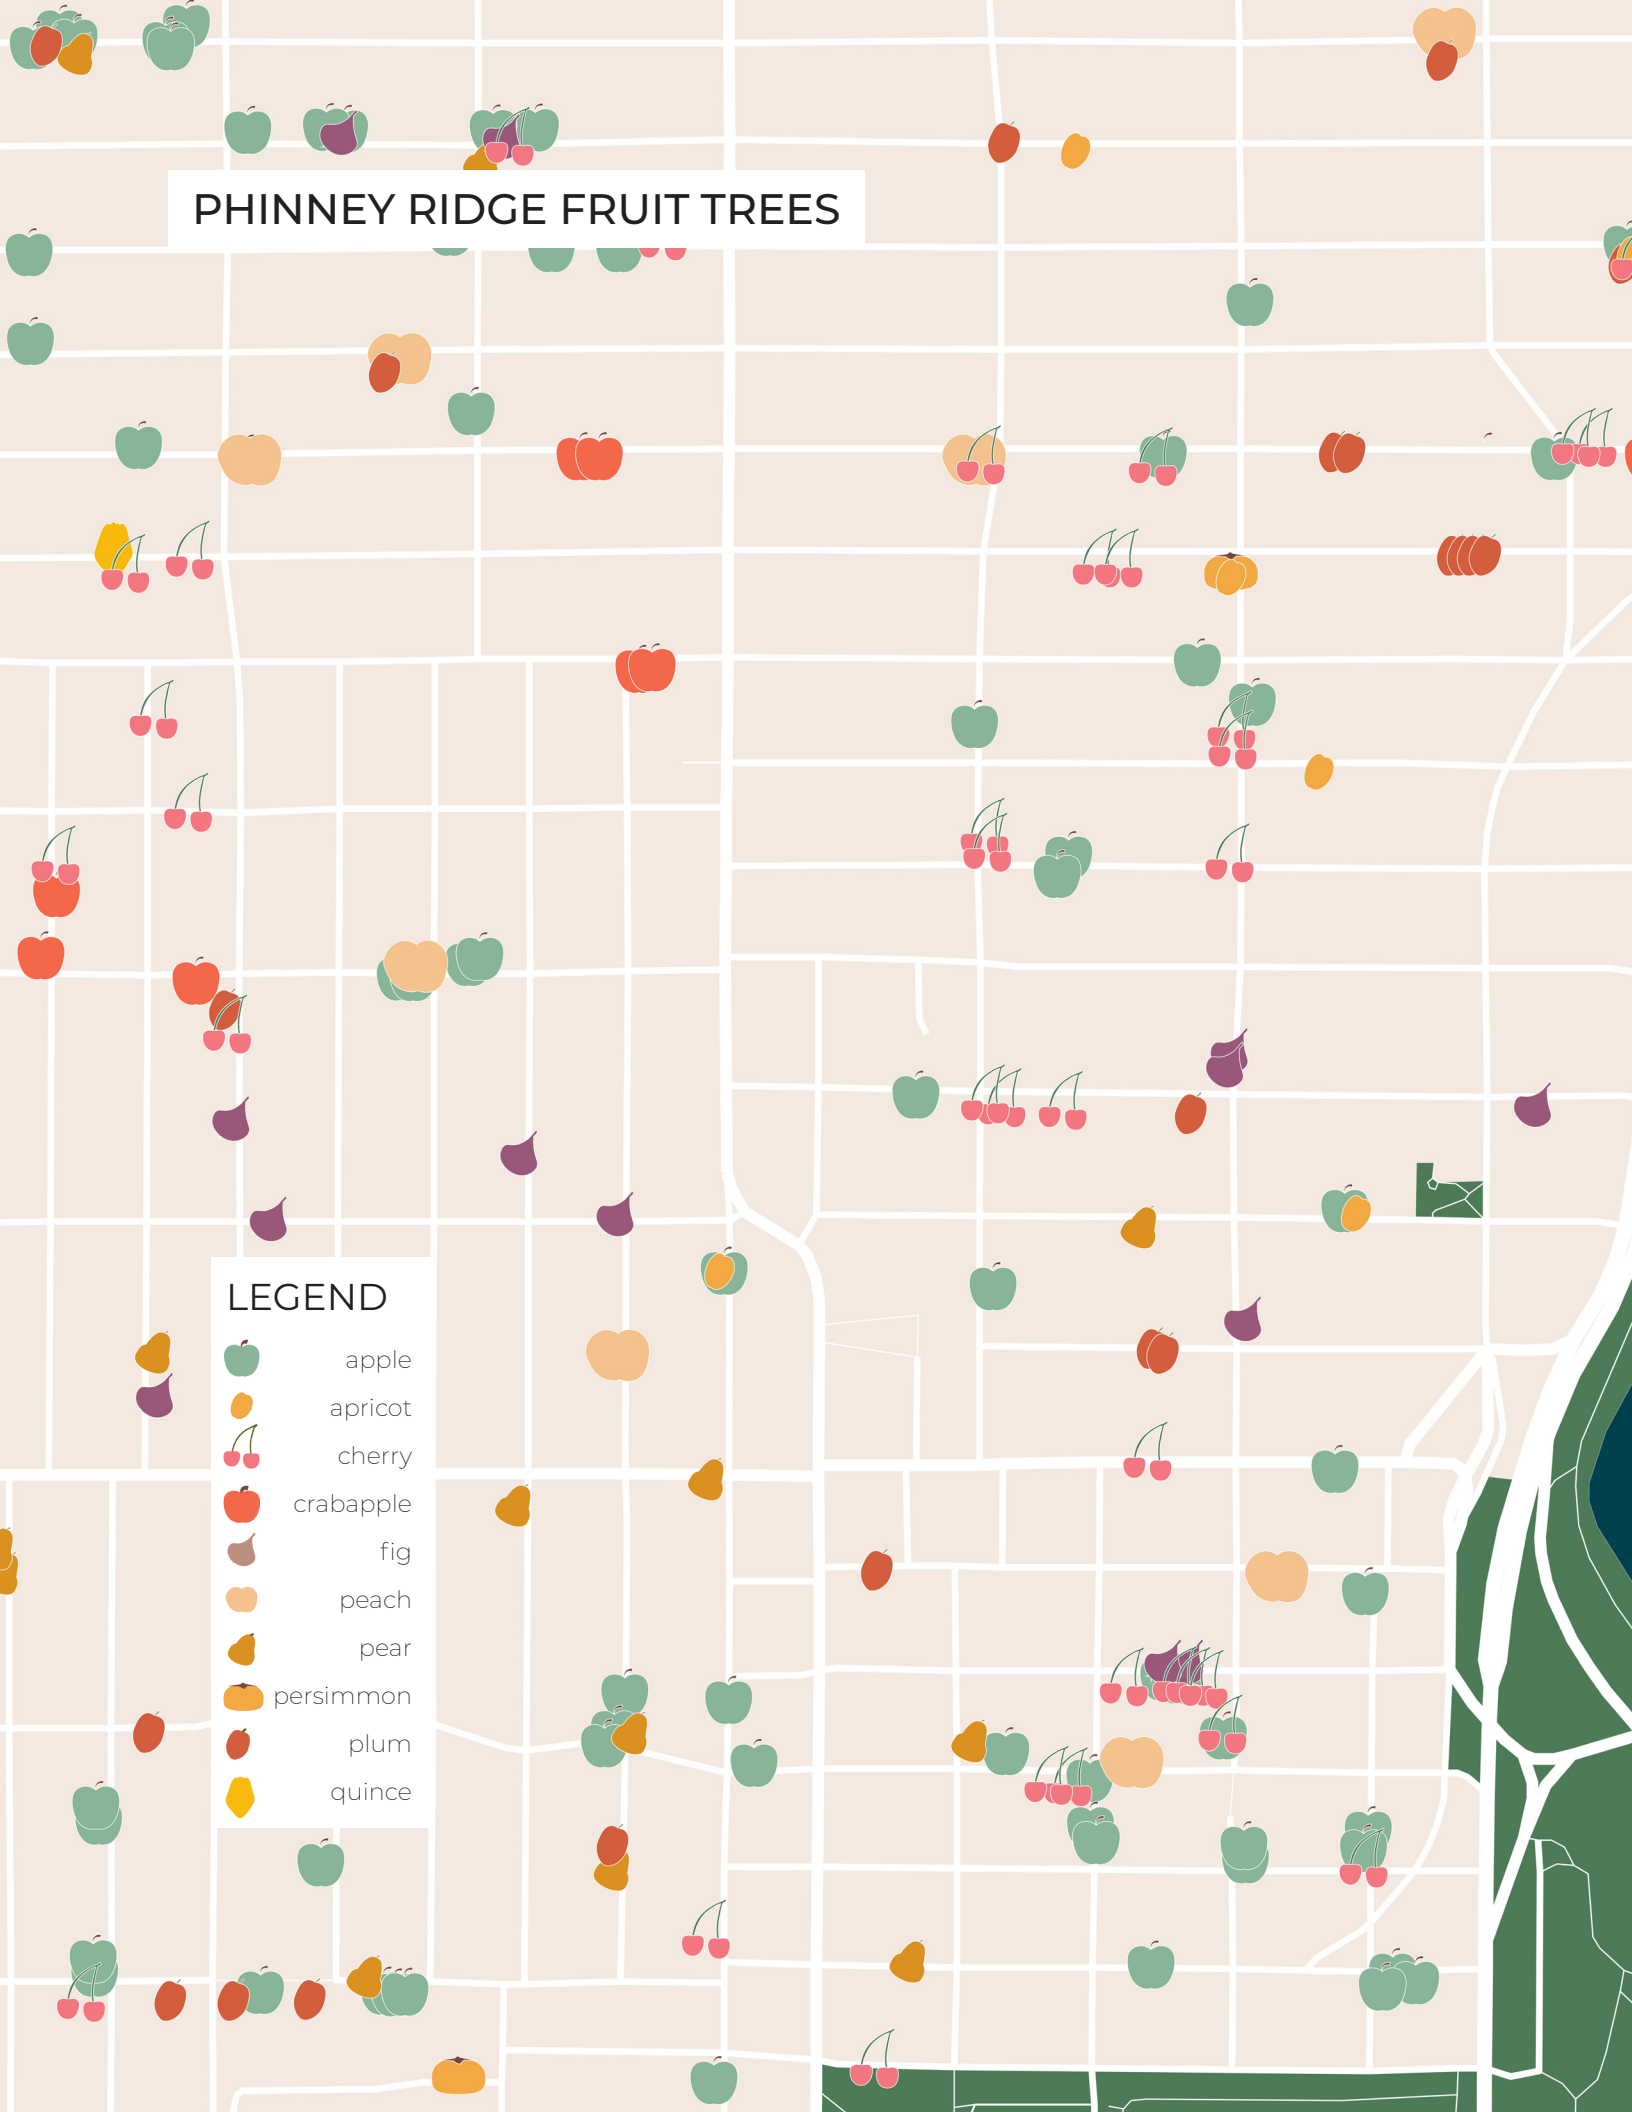 PHINNEY RIDGE FRUIT TREES
LEGEND
apple
apricot
cherry
crabapple
fig
peach
pear
persimmon
plum
quince